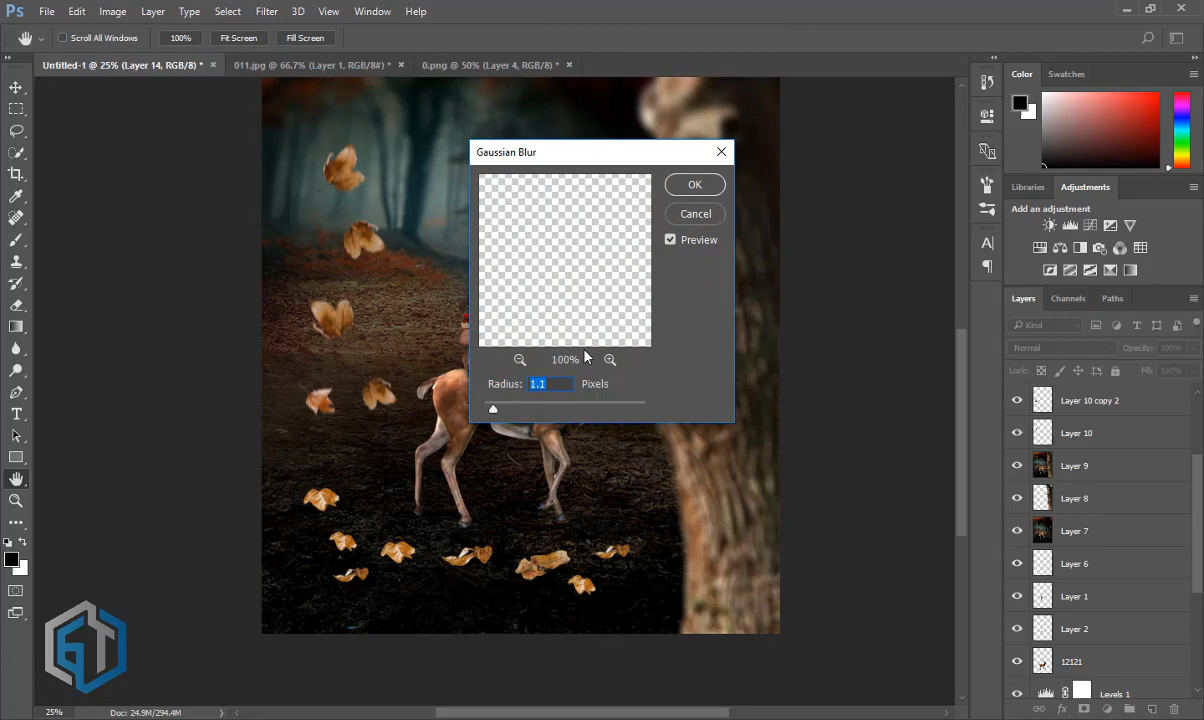 Ps File Edit Image Layer Type Select Filter 3D View Window Help
Scroll All Windows 100% Fit Screen Fill Screen
Untitled-1 @ 25% (Layer 14, RGB/8) * 011.jpg @ 66.7% (Layer 1, RGB/8#) * 0.png @ 50% (Layer 4, RGB/8) *
Gaussian Blur
OK
Cancel
Preview
100%
Radius: 1.1 Pixels
Color Swatches
Libraries Adjustments
Add an adjustment
Layers Channels Paths
Kind
Normal Opacity: 100%
Lock: Fill: 100%
Layer 10 copy 2
Layer 10
Layer 9
Layer 8
Layer 7
Layer 6
Layer 1
Layer 2
12121
Levels 1
GT
25% Doc: 24.9M/294.4M